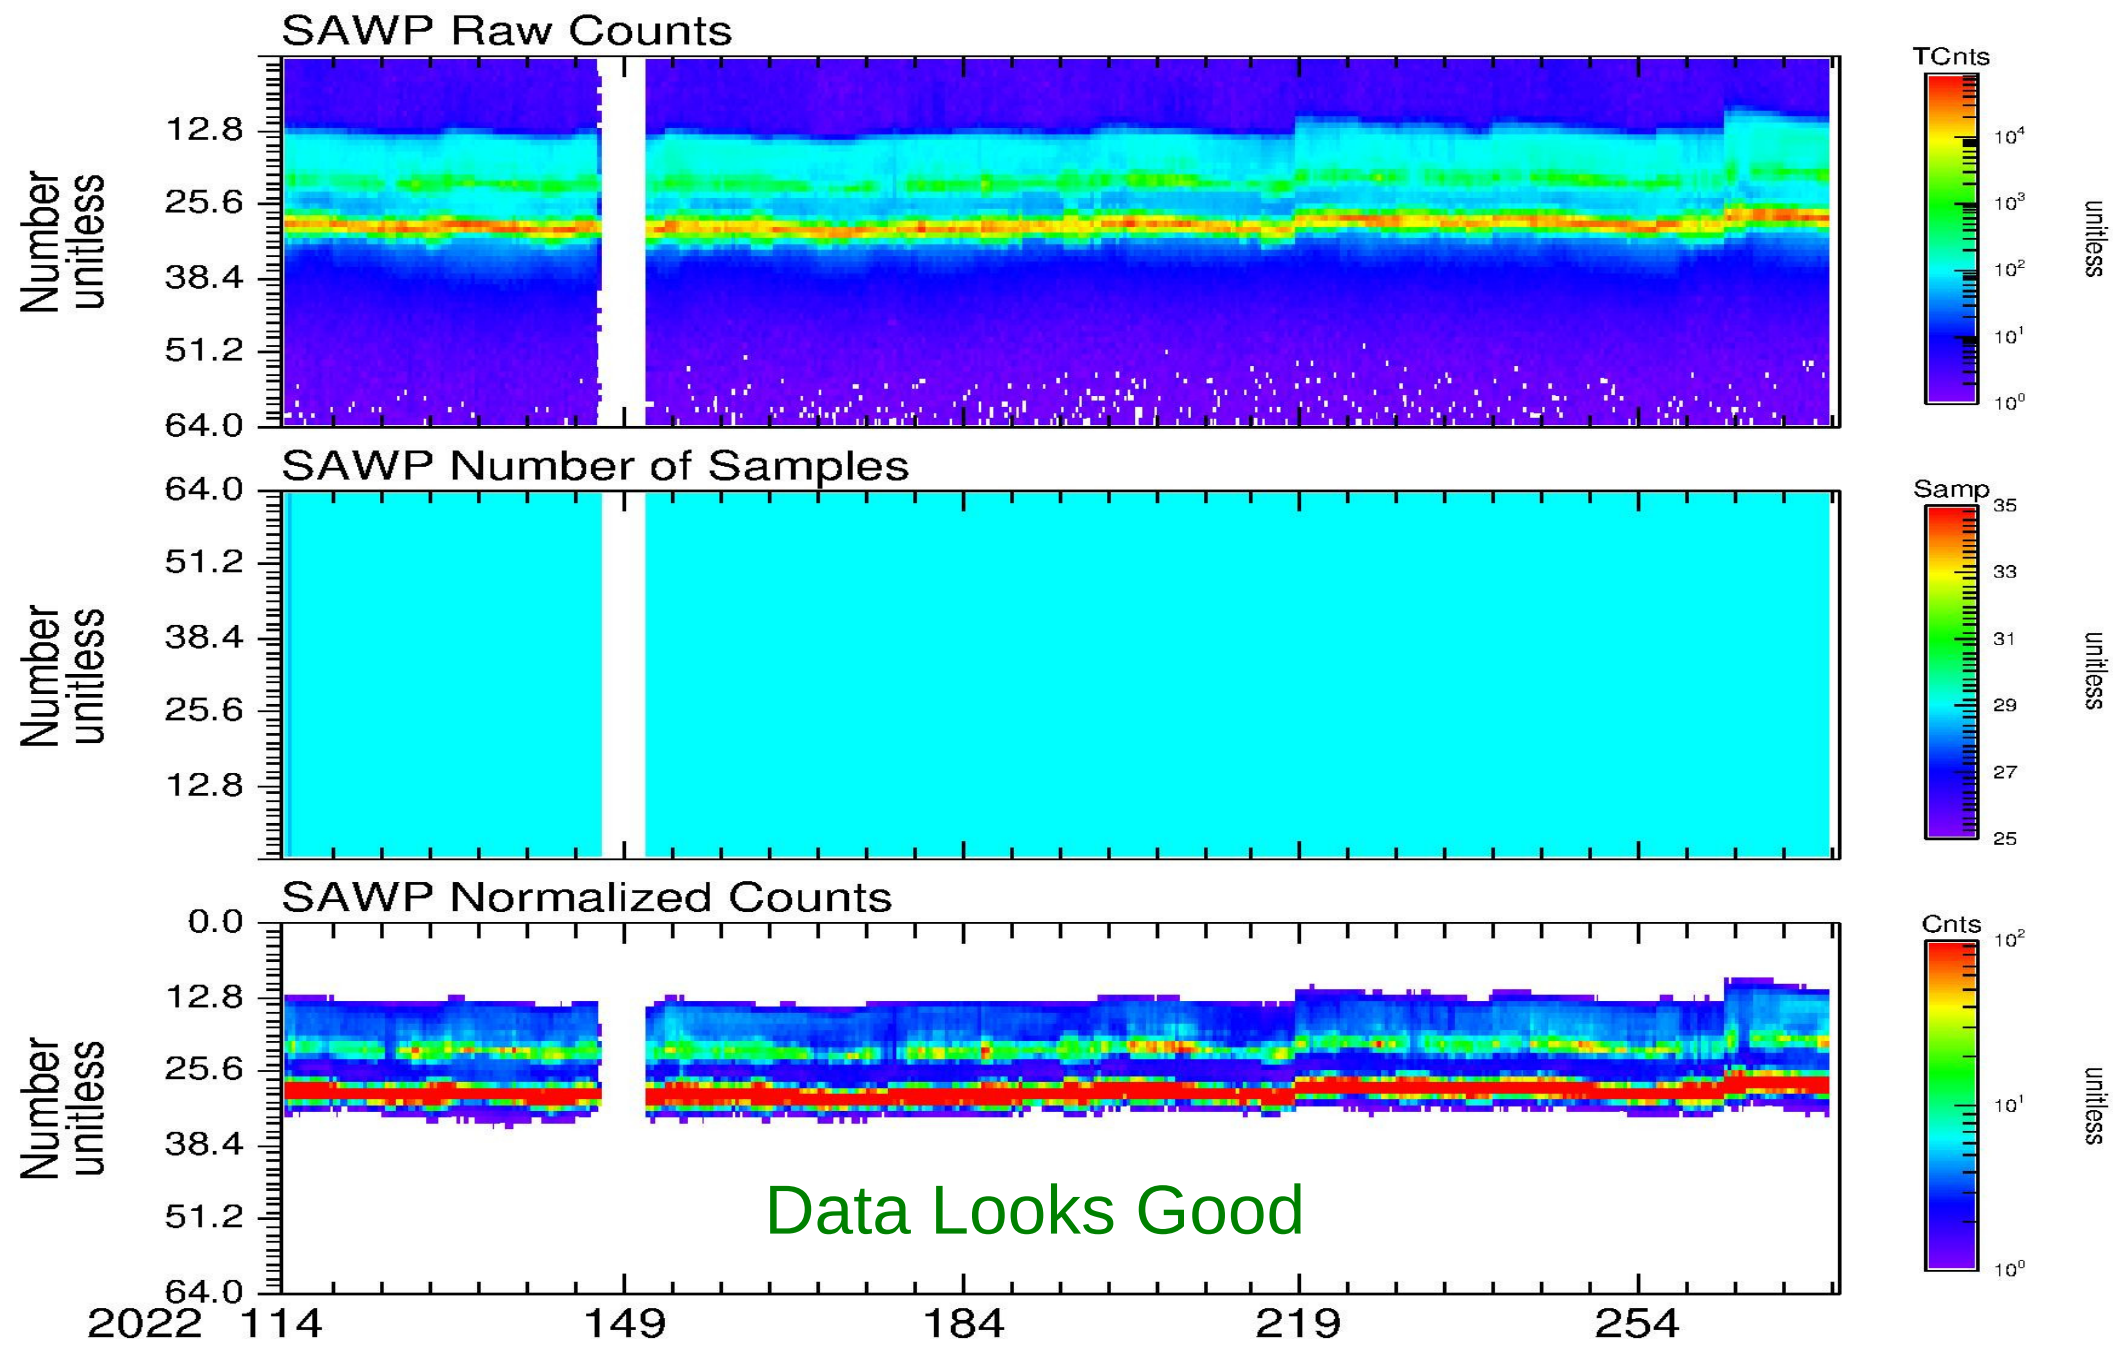 SAWP Raw Counts
TCnts
Number
unitless
12.8
25.6
38.4
51.2
64.0
10⁴
10³
10²
10¹
10⁰
unitless
SAWP Number of Samples
Samp
Number
unitless
64.0
51.2
38.4
25.6
12.8
35
33
31
29
27
25
unitless
SAWP Normalized Counts
Cnts
Number
unitless
0.0
12.8
25.6
38.4
51.2
64.0
10²
10¹
10⁰
unitless
Data Looks Good
2022 114 149 184 219 254